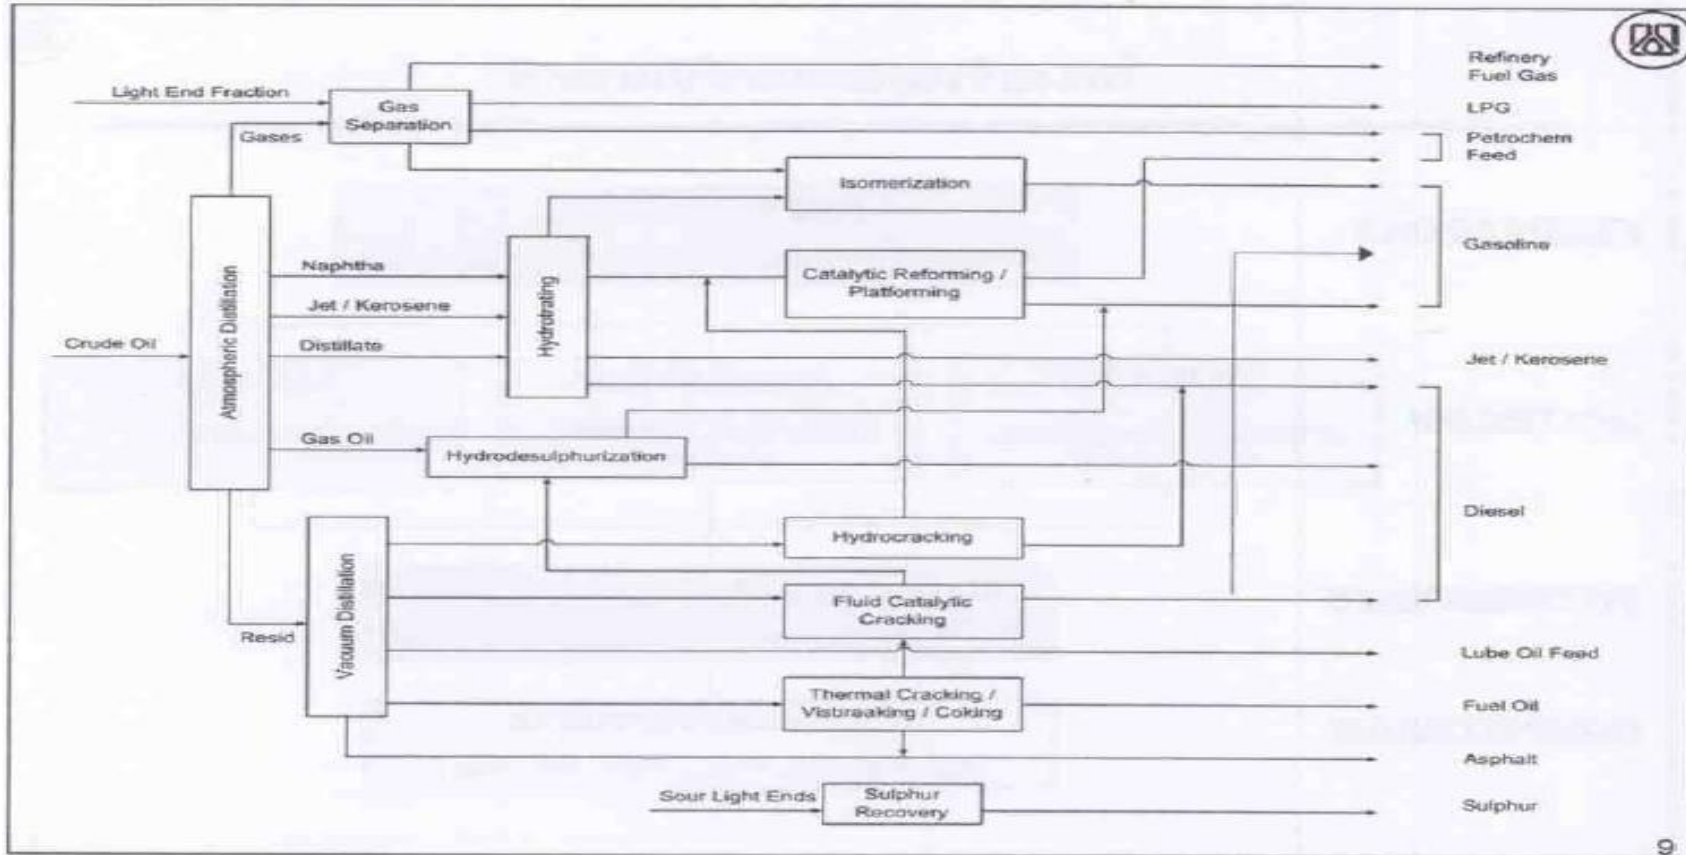 Refinery
Fuel Gas
Light End Fraction
Gas
Separation
LPG
Gases
Petrochem
Feed
Isomerization
Gasoline
Naphtha
Catalytic Reforming /
Platforming
Jet / Kerosene
Hydrotrating
Atmospheric Distillation
Crude Oil
Distillate
Jet / Kerosene
Gas Oil
Hydrodesulphurization
Diesel
Hydrocracking
Vacuum Distillation
Fluid Catalytic
Cracking
Resid
Lube Oil Feed
Thermal Cracking /
Visbreaking / Coking
Fuel Oil
Asphalt
Sour Light Ends
Sulphur
Recovery
Sulphur